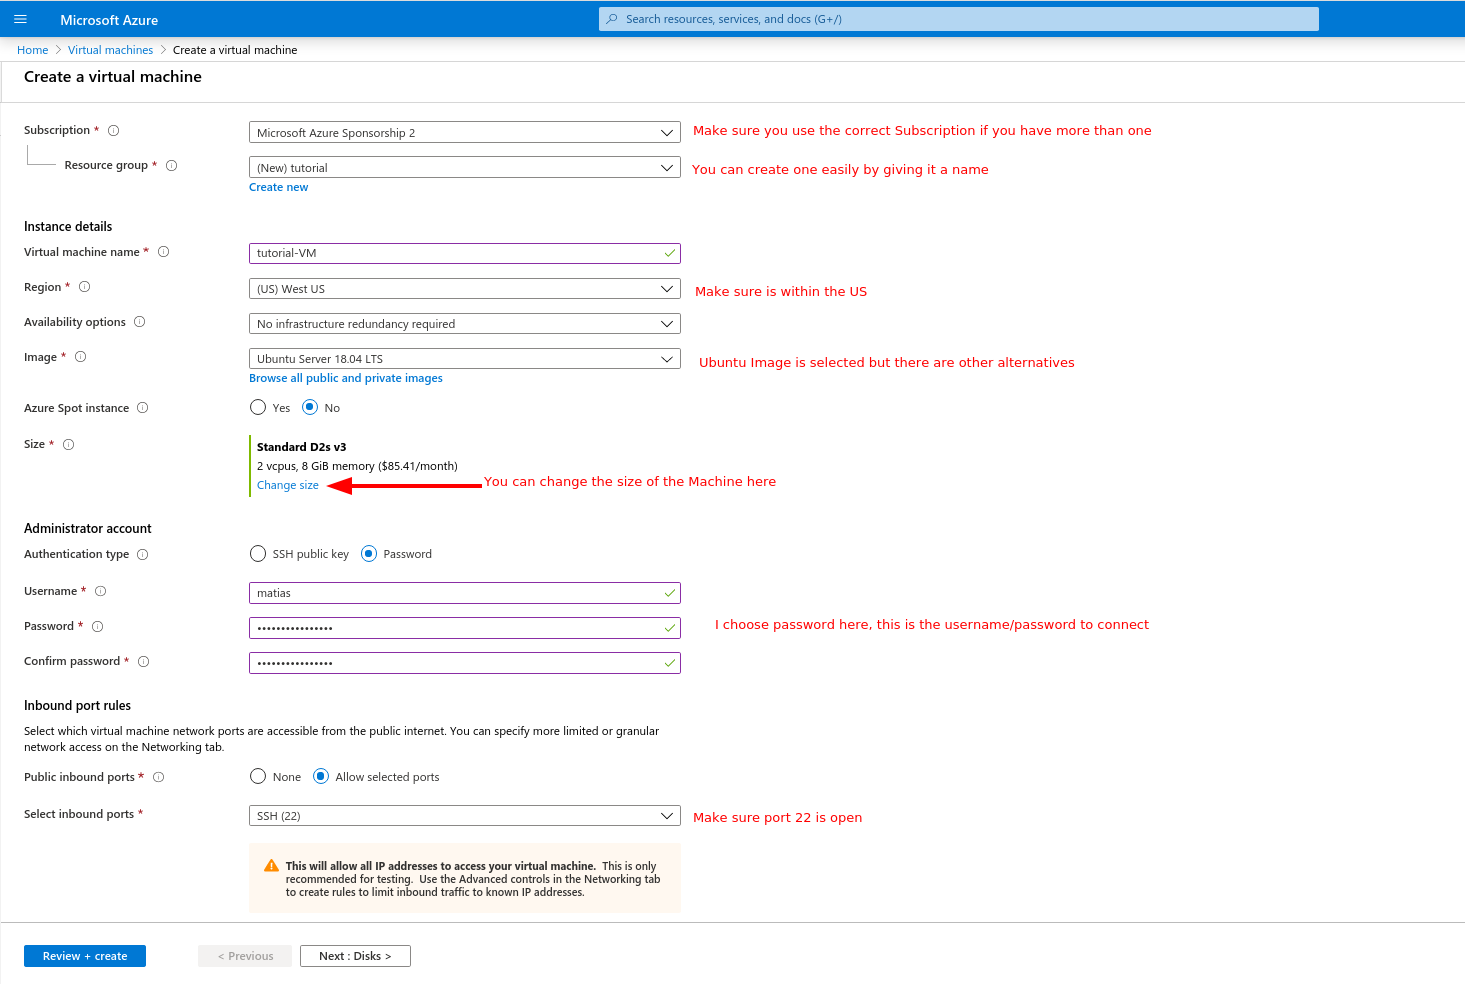 Microsoft Azure
Search resources, services, and docs (G+/)
Home > Virtual machines > Create a virtual machine
Create a virtual machine
Subscription * Microsoft Azure Sponsorship 2 Make sure you use the correct Subscription if you have more than one
Resource group * (New) tutorial You can create one easily by giving it a name
Create new
Instance details
Virtual machine name * tutorial-VM
Region * (US) West US Make sure is within the US
Availability options No infrastructure redundancy required
Image * Ubuntu Server 18.04 LTS Ubuntu Image is selected but there are other alternatives
Browse all public and private images
Azure Spot instance Yes No
Size * Standard D2s v3
2 vcpus, 8 GiB memory ($85.41/month)
Change size You can change the size of the Machine here
Administrator account
Authentication type SSH public key Password
Username * matias
Password * •••••••••••••••• I choose password here, this is the username/password to connect
Confirm password * ••••••••••••••••
Inbound port rules
Select which virtual machine network ports are accessible from the public internet. You can specify more limited or granular
network access on the Networking tab.
Public inbound ports * None Allow selected ports
Select inbound ports * SSH (22) Make sure port 22 is open
This will allow all IP addresses to access your virtual machine. This is only
recommended for testing. Use the Advanced controls in the Networking tab
to create rules to limit inbound traffic to known IP addresses.
Review + create < Previous Next : Disks >